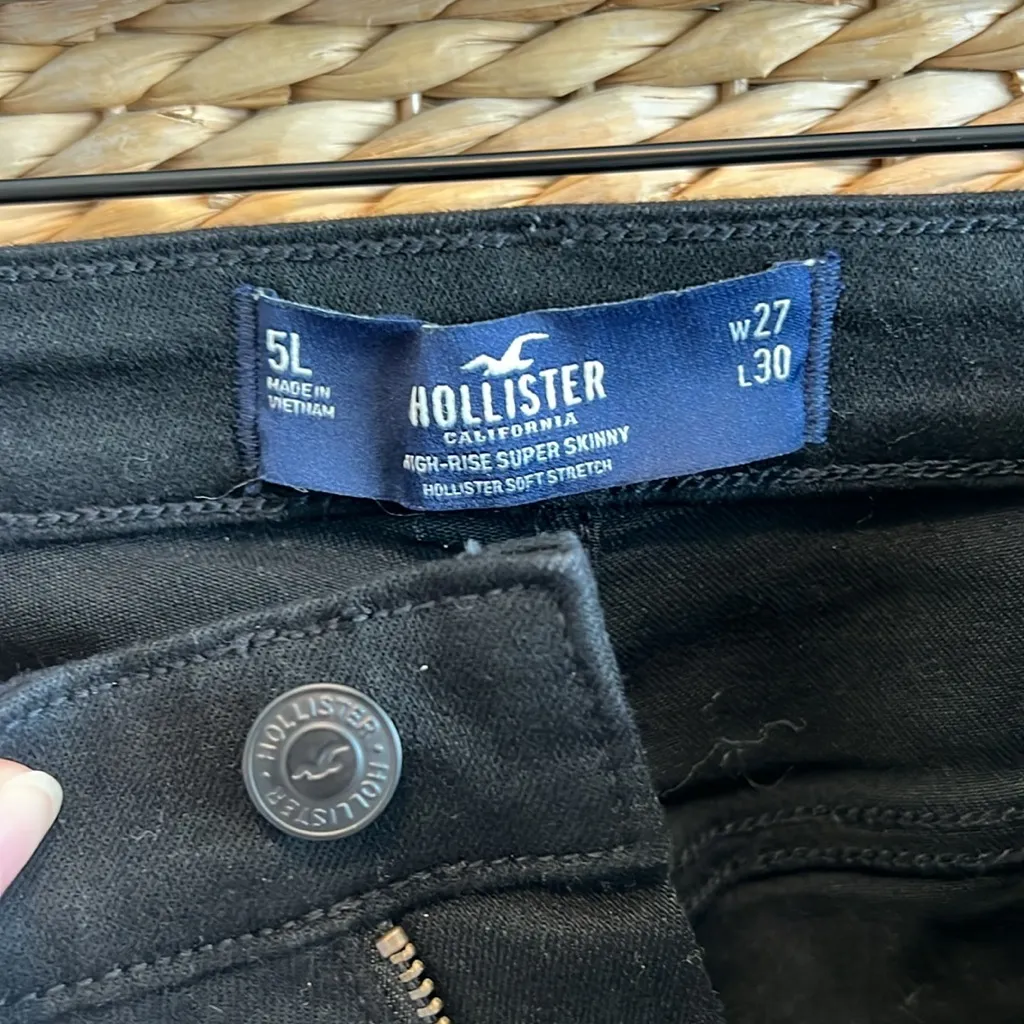 5L
MADE IN
VIETNAM
HOLLISTER
CALIFORNIA
HIGH-RISE SUPER SKINNY
HOLLISTER SOFT STRETCH
W27
L30
HOLLISTER • HOLLISTER •